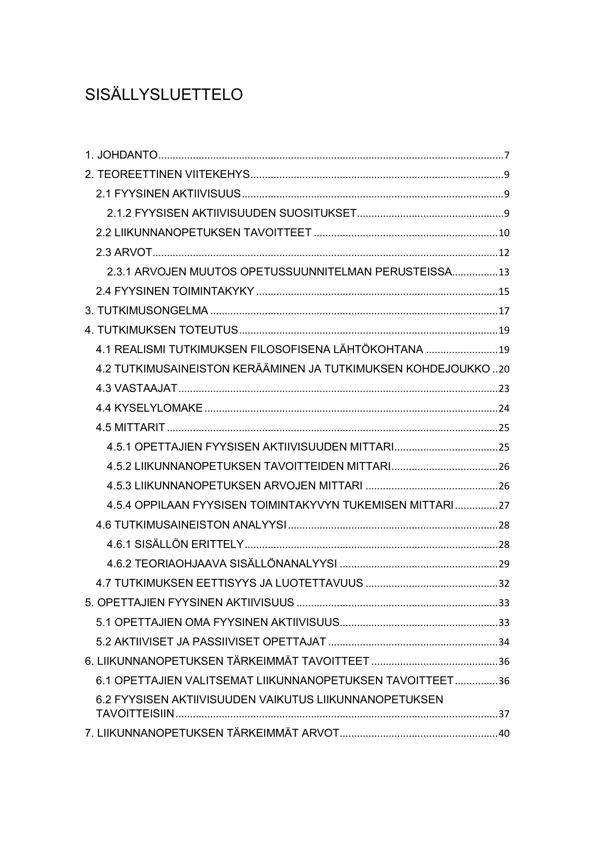 SISÄLLYSLUETTELO
1. JOHDANTO.....7
2. TEOREETTINEN VIITEKEHYS.....9
2.1 FYYSINEN AKTIIVISUUS.....9
2.1.2 FYYSISEN AKTIIVISUUDEN SUOSITUKSET.....9
2.2 LIIKUNNANOPETUKSEN TAVOITTEET.....10
2.3 ARVOT.....12
2.3.1 ARVOJEN MUUTOS OPETUSSUUNNITELMAN PERUSTEISSA.....13
2.4 FYYSINEN TOIMINTAKYKY.....15
3. TUTKIMUSONGELMA.....17
4. TUTKIMUKSEN TOTEUTUS.....19
4.1 REALISMI TUTKIMUKSEN FILOSOFISENA LÄHTÖKOHTANA.....19
4.2 TUTKIMUSAINEISTON KERÄÄMINEN JA TUTKIMUKSEN KOHDEJOUKKO..20
4.3 VASTAAJAT.....23
4.4 KYSELYLOMAKE.....24
4.5 MITTARIT.....25
4.5.1 OPETTAJIEN FYYSISEN AKTIIVISUUDEN MITTARI.....25
4.5.2 LIIKUNNANOPETUKSEN TAVOITTEIDEN MITTARI.....26
4.5.3 LIIKUNNANOPETUKSEN ARVOJEN MITTARI.....26
4.5.4 OPPILAAN FYYSISEN TOIMINTAKYVYN TUKEMISEN MITTARI.....27
4.6 TUTKIMUSAINEISTON ANALYYSI.....28
4.6.1 SISÄLLÖN ERITTELY.....28
4.6.2 TEORIAOHJAAVA SISÄLLÖNANALYYSI.....29
4.7 TUTKIMUKSEN EETTISYYS JA LUOTETTAVUUS.....32
5. OPETTAJIEN FYYSINEN AKTIIVISUUS.....33
5.1 OPETTAJIEN OMA FYYSINEN AKTIIVISUUS.....33
5.2 AKTIIVISET JA PASSIIVISET OPETTAJAT.....34
6. LIIKUNNANOPETUKSEN TÄRKEIMMÄT TAVOITTEET.....36
6.1 OPETTAJIEN VALITSEMAT LIIKUNNANOPETUKSEN TAVOITTEET.....36
6.2 FYYSISEN AKTIIVISUUDEN VAIKUTUS LIIKUNNANOPETUKSEN
TAVOITTEISIIN.....37
7. LIIKUNNANOPETUKSEN TÄRKEIMMÄT ARVOT.....40